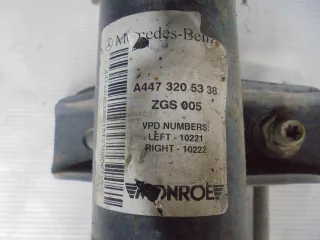 Mercedes-Benz
A447 320 53 38
ZGS 005
VPD NUMBERS:
LEFT - 10221
RIGHT - 10222
MONROE